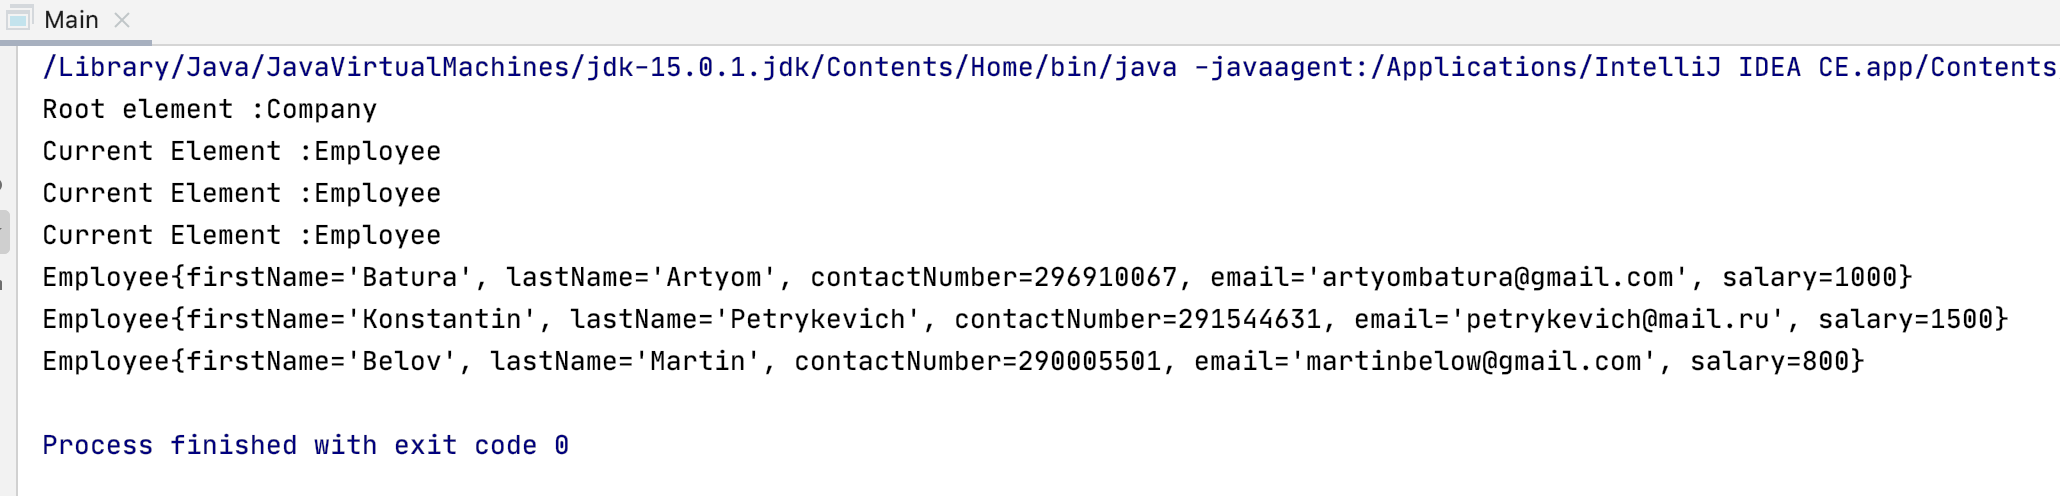 Main
/Library/Java/JavaVirtualMachines/jdk-15.0.1.jdk/Contents/Home/bin/java -javaagent:/Applications/IntelliJ IDEA CE.app/Contents
Root element :Company
Current Element :Employee
Current Element :Employee
Current Element :Employee
Employee{firstName='Batura', lastName='Artyom', contactNumber=296910067, email='artyombatura@gmail.com', salary=1000}
Employee{firstName='Konstantin', lastName='Petrykevich', contactNumber=291544631, email='petrykevich@mail.ru', salary=1500}
Employee{firstName='Belov', lastName='Martin', contactNumber=290005501, email='martinbelow@gmail.com', salary=800}
Process finished with exit code 0